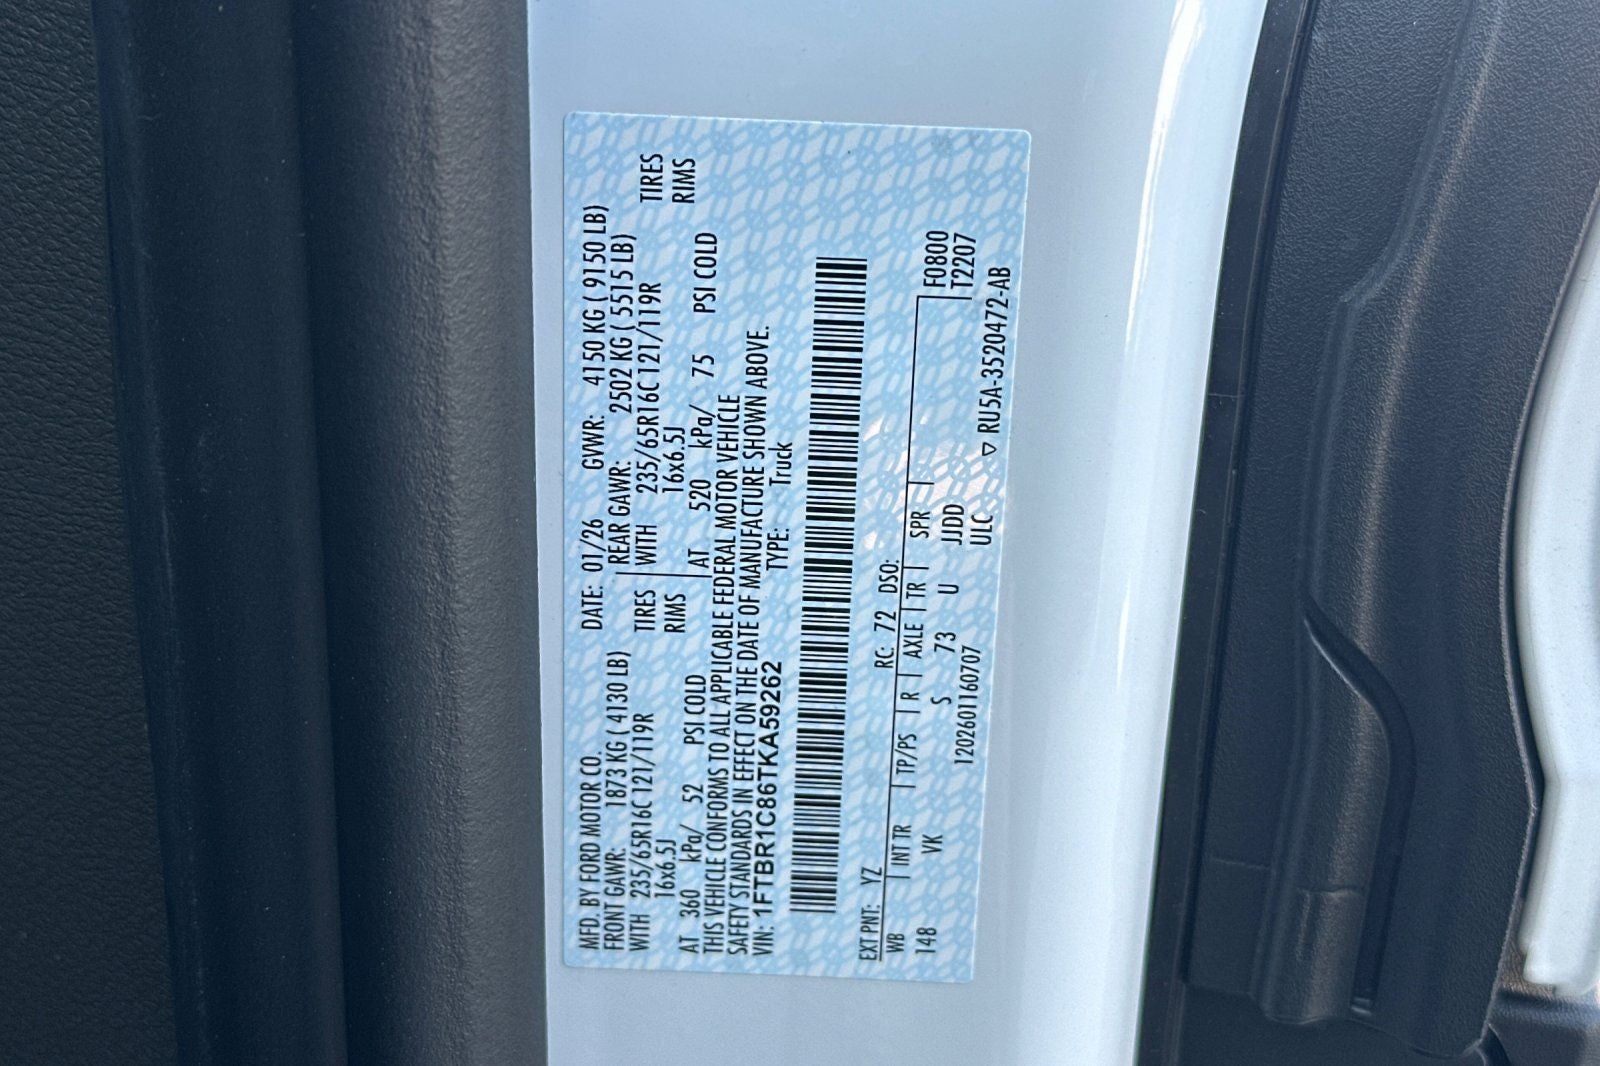 MFD. BY FORD MOTOR CO. DATE: 01/26 GVWR: 4150 KG ( 9150 LB)
FRONT GAWR: 1873 KG ( 4130 LB) REAR GAWR: 2502 KG ( 5515 LB)
WITH 235/65R16C 121/119R TIRES WITH 235/65R16C 121/119R TIRES
16x6.5J RIMS 16x6.5J RIMS
AT 360 kPa/ 52 PSI COLD AT 520 kPa/ 75 PSI COLD
THIS VEHICLE CONFORMS TO ALL APPLICABLE FEDERAL MOTOR VEHICLE
SAFETY STANDARDS IN EFFECT ON THE DATE OF MANUFACTURE SHOWN ABOVE.
VIN: 1FTBR1C86TKA59262 TYPE: Truck
EXT PNT: YZ RC: 72 DSO: F0800
WB INT TR TP/PS R AXLE TR SPR T2207
148 VK S 73 U JJDD
1202601160707 ULC ▽ RU5A-3520472-AB